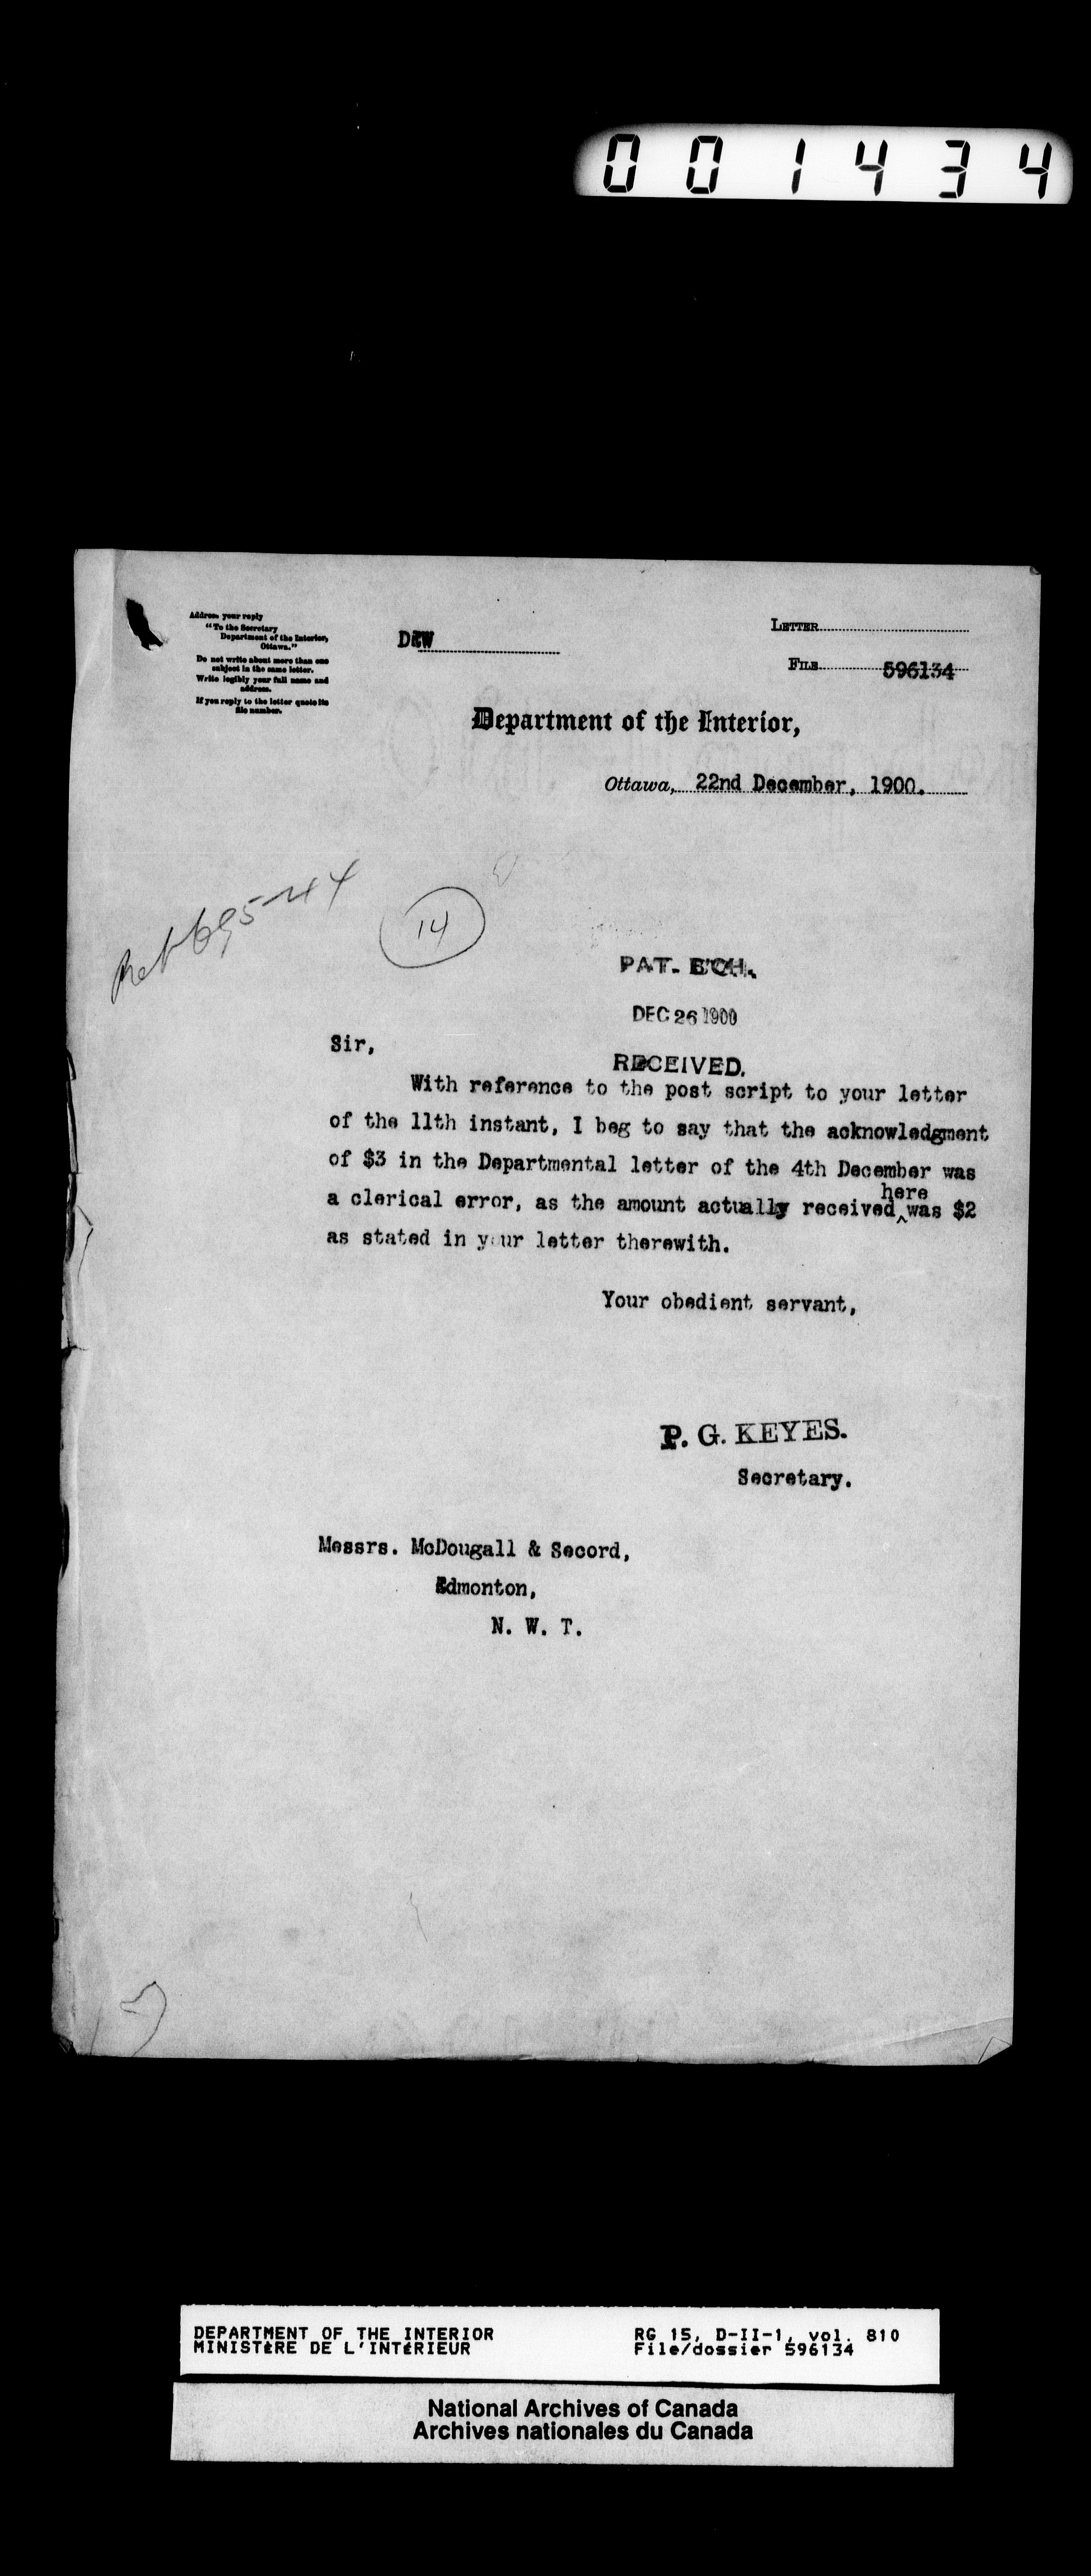 001434
Address your reply
"To the Secretary
Department of the Interior,
Ottawa."
Do not write about more than one
subject in the same letter.
Write legibly your full name and
address.
If you reply to the letter quote its
file number.
D&W
LETTER
FILE 596134
Department of the Interior,
Ottawa, 22nd December, 1900.
14
PAT. B'CH.
DEC 26 1900
RECEIVED.
Sir,
With reference to the post script to your letter
of the 11th instant, I beg to say that the acknowledgment
of $3 in the Departmental letter of the 4th December was
a clerical error, as the amount actually received here was $2
as stated in your letter therewith.
Your obedient servant,
P. G. KEYES.
Secretary.
Messrs. McDougall & Secord,
Edmonton,
N. W. T.
DEPARTMENT OF THE INTERIOR
MINISTÈRE DE L'INTÉRIEUR
RG 15, D-II-1, vol. 810
File/dossier 596134
National Archives of Canada
Archives nationales du Canada